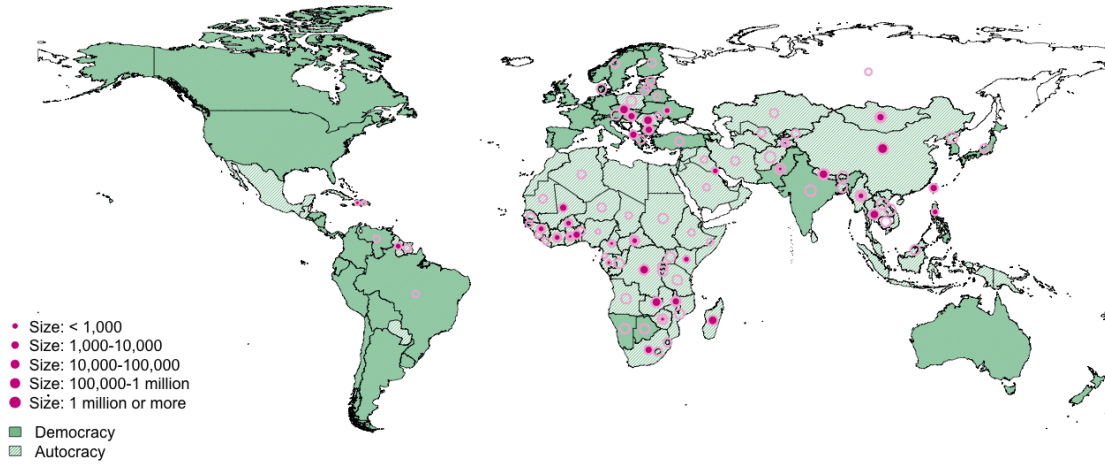 Size: < 1,000
Size: 1,000-10,000
Size: 10,000-100,000
Size: 100,000-1 million
Size: 1 million or more
Democracy
Autocracy